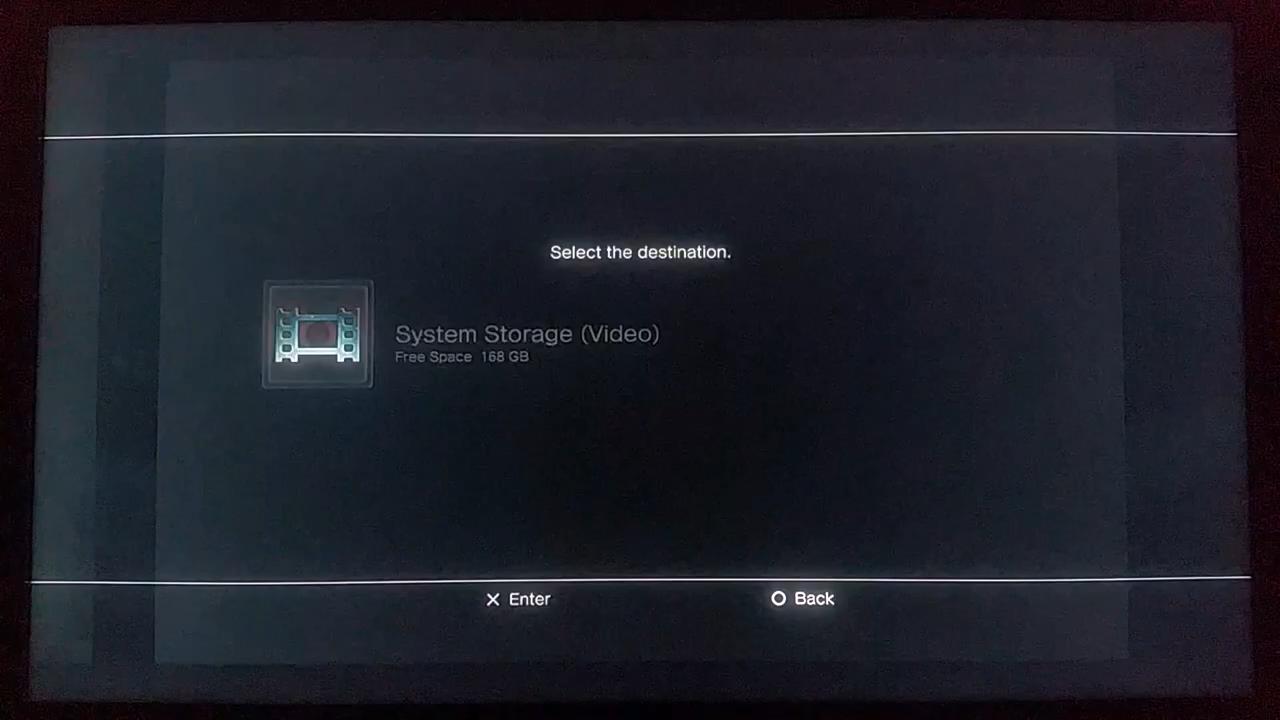 Select the destination.
System Storage (Video)
Free Space 168 GB
X Enter
O Back